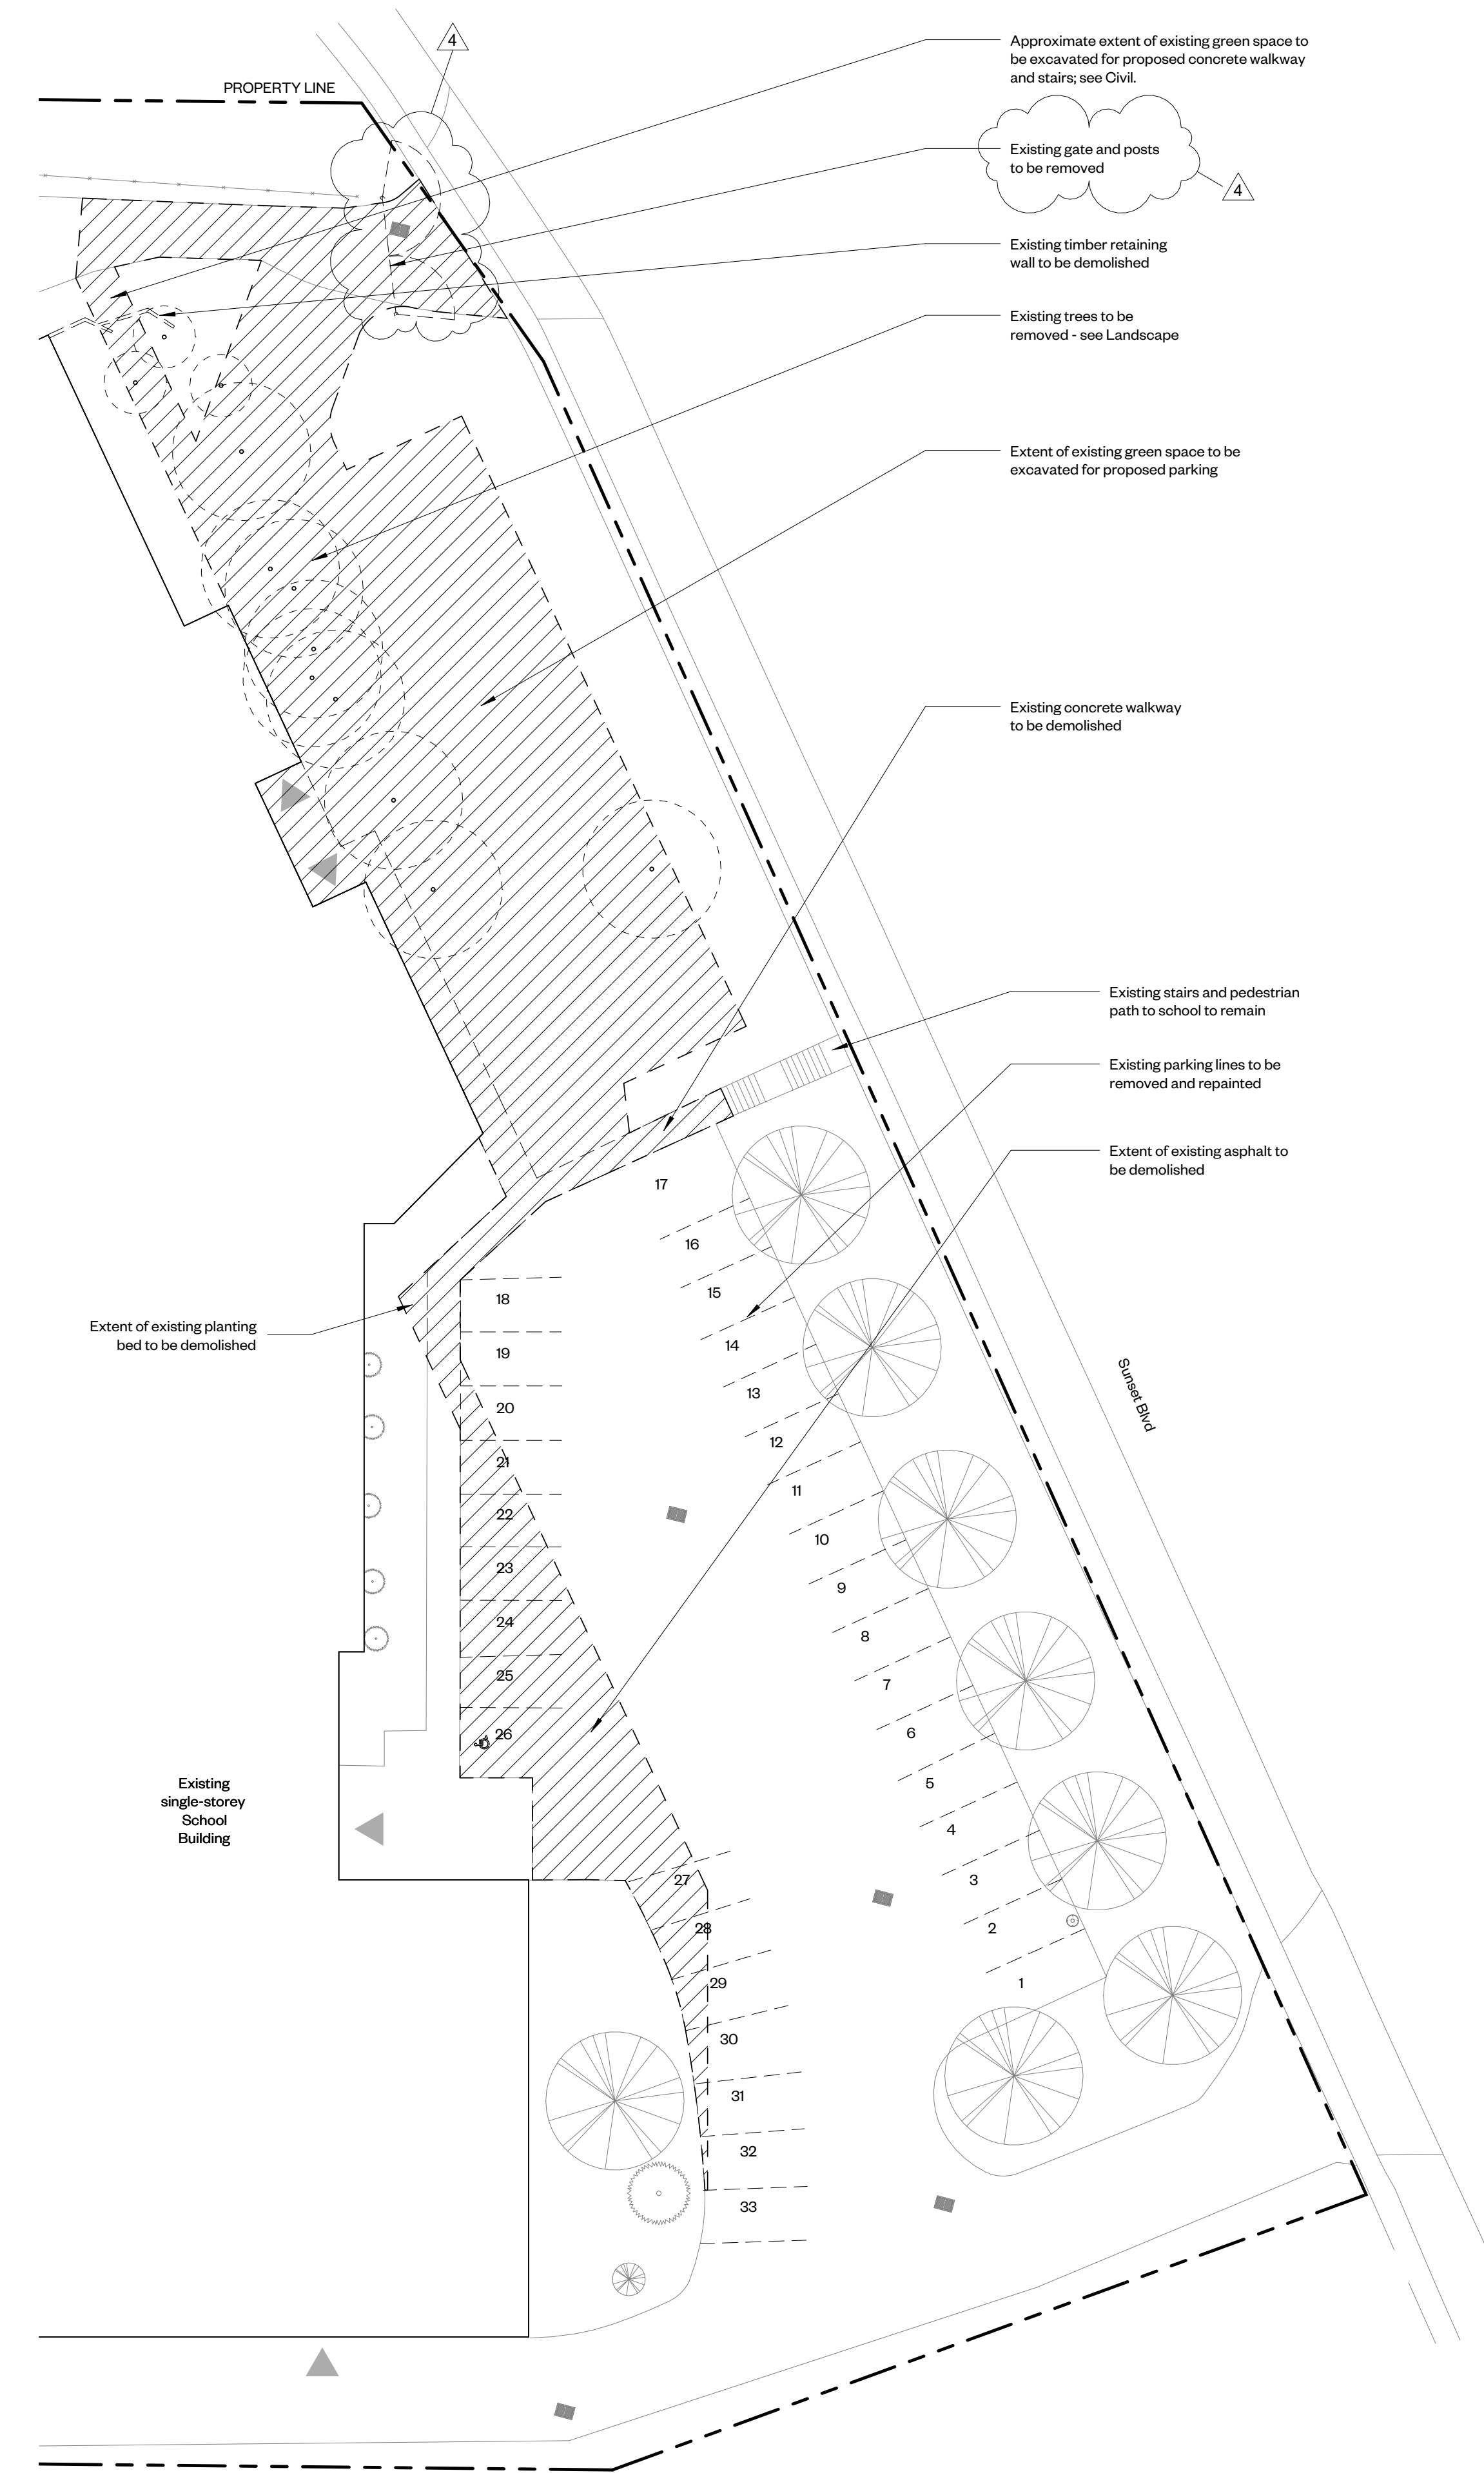 4
PROPERTY LINE
Approximate extent of existing green space to
be excavated for proposed concrete walkway
and stairs; see Civil.
Existing gate and posts
to be removed
4
Existing timber retaining
wall to be demolished
Existing trees to be
removed - see Landscape
Extent of existing green space to be
excavated for proposed parking
Existing concrete walkway
to be demolished
Existing stairs and pedestrian
path to school to remain
Existing parking lines to be
removed and repainted
Extent of existing asphalt to
be demolished
17
16
15
14
13
12
11
10
9
8
7
6
5
4
3
2
1
Extent of existing planting
bed to be demolished
18
19
20
21
22
23
24
25
26
27
28
29
30
31
32
33
Sunset Blvd
Existing
single-storey
School
Building